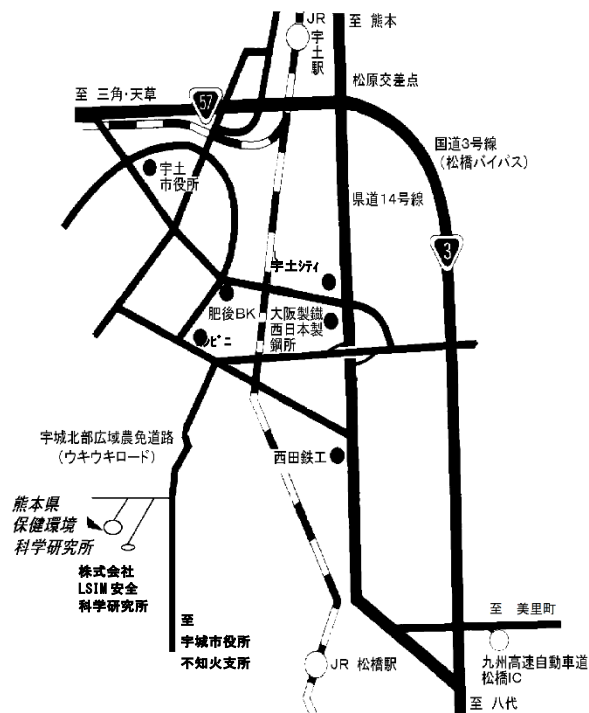 JR
宇土駅
至 熊本
松原交差点
至 三角・天草
57
国道3号線
(松橋バイパス)
宇土
市役所
県道14号線
3
宇土シティ
肥後BK
大阪製鐵
西日本製
鋼所
コンビニ
宇城北部広域農免道路
(ウキウキロード)
西田鉄工
熊本県
保健環境
科学研究所
株式会社
LSIM安全
科学研究所
至
宇城市役所
不知火支所
至 美里町
JR 松橋駅
九州高速自動車道
松橋IC
至 八代